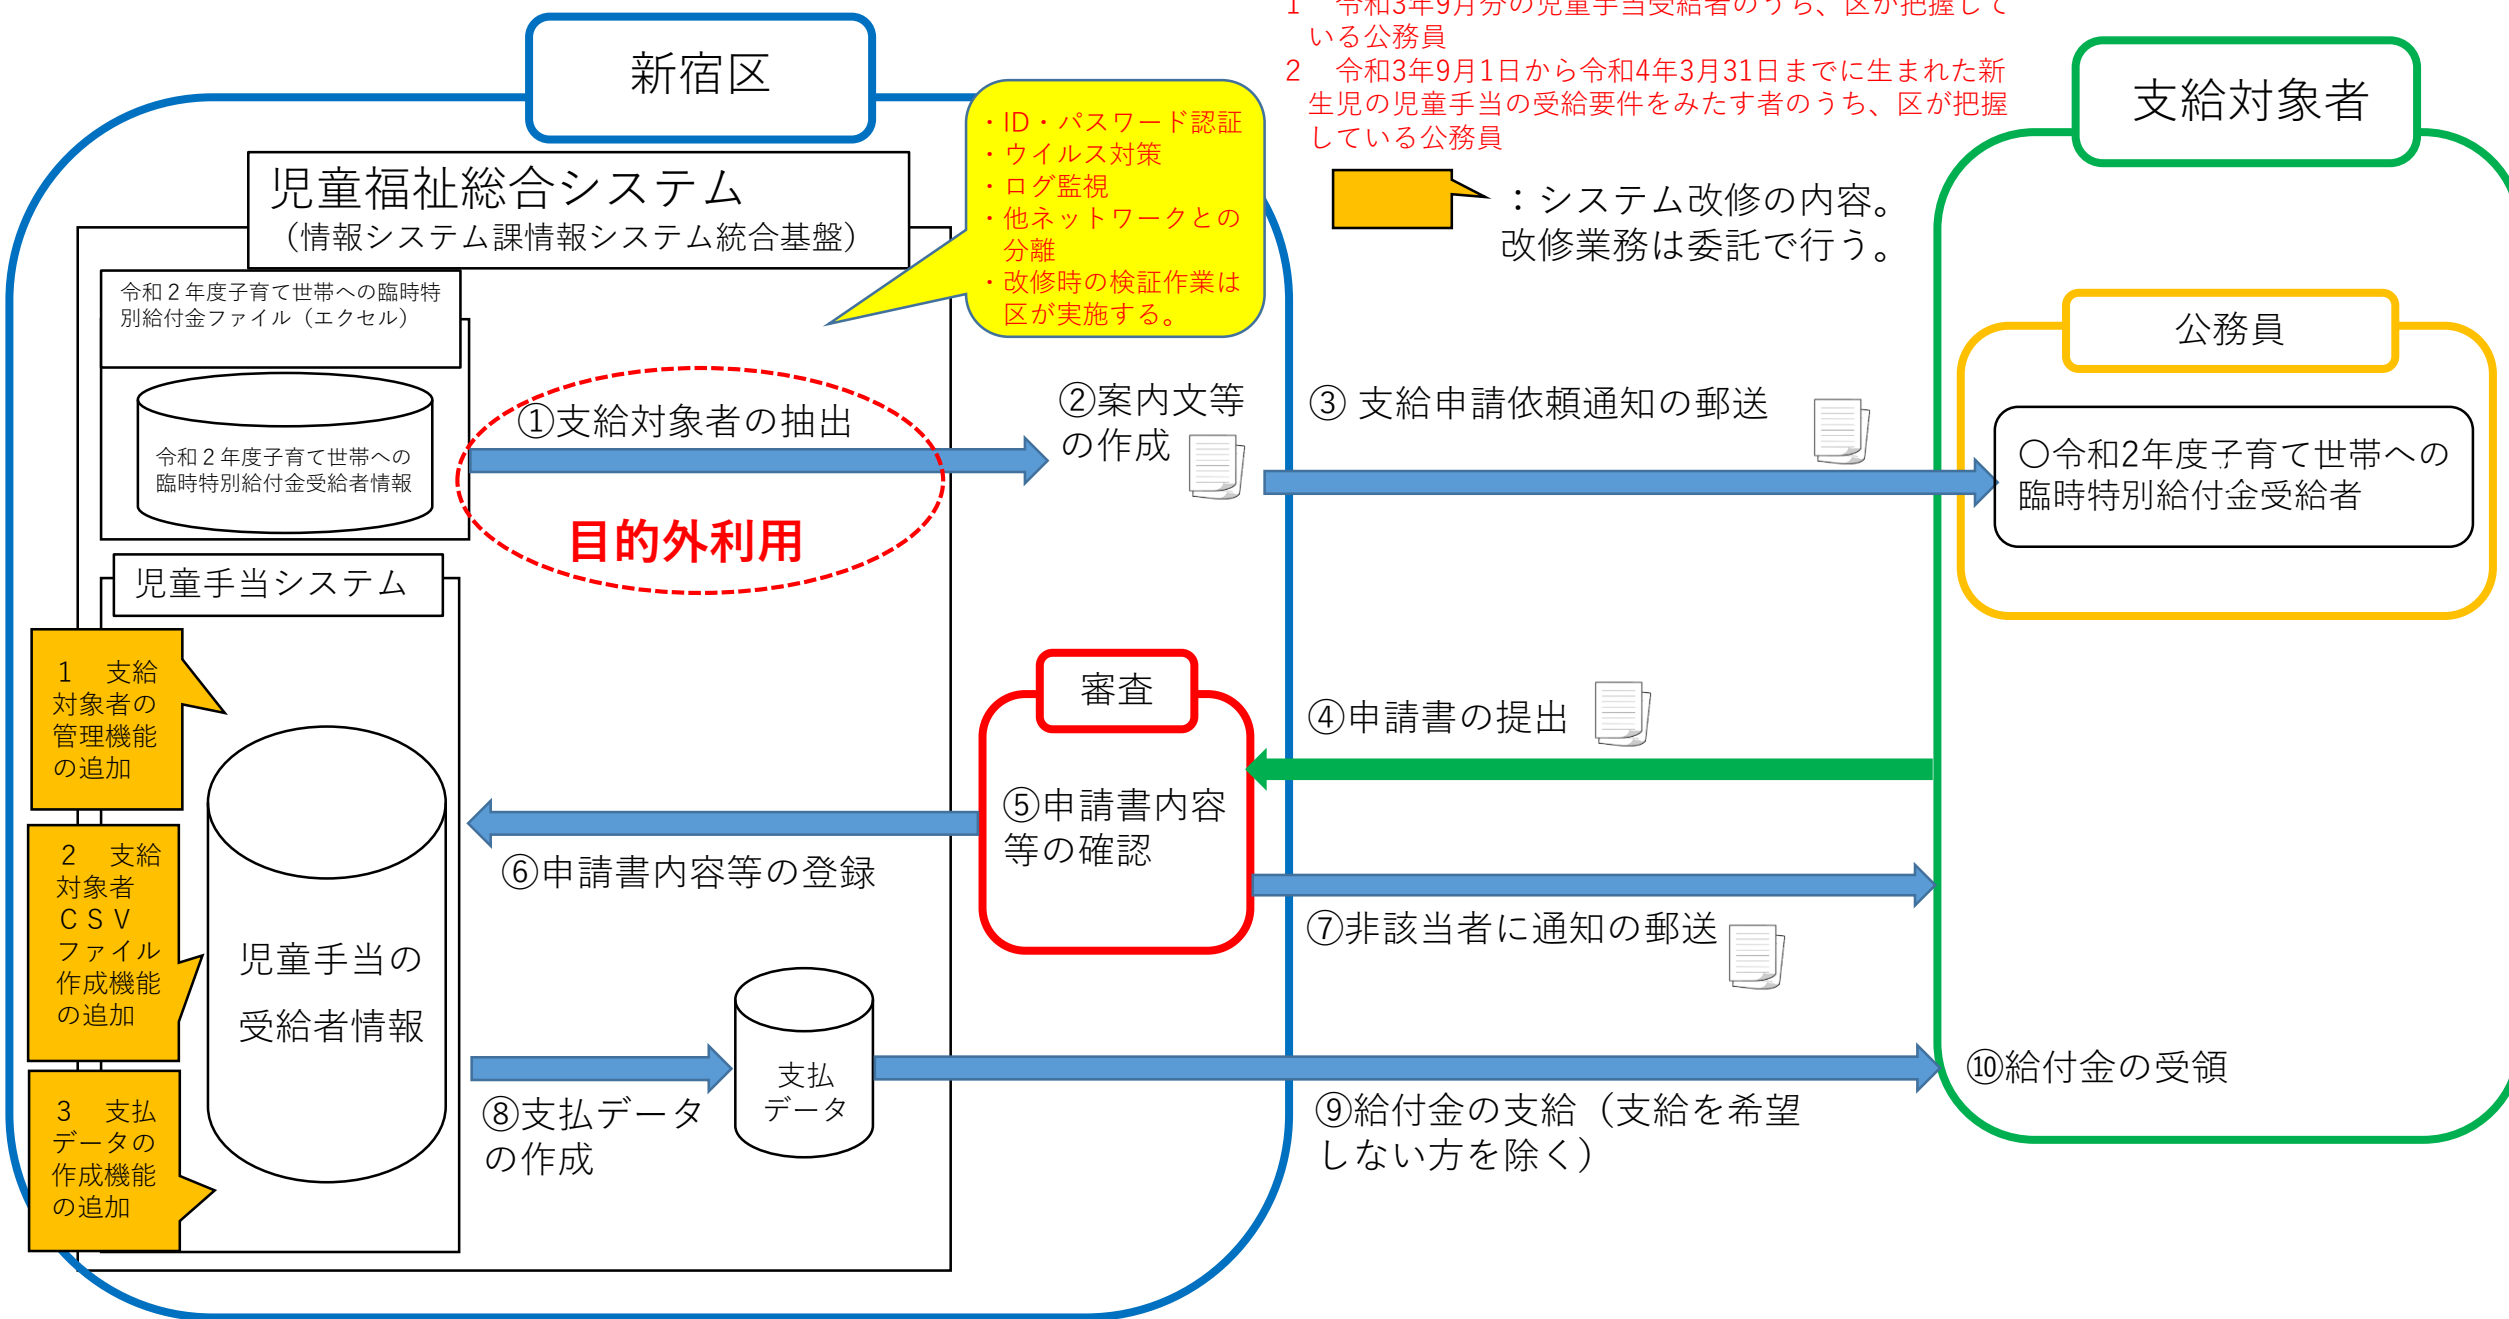 1　令和3年9月分の児童手当受給者のうち、区が把握して
いる公務員
2　令和3年9月1日から令和4年3月31日までに生まれた新
生児の児童手当の受給要件をみたす者のうち、区が把握
している公務員
新宿区
支給対象者
・ID・パスワード認証
・ウイルス対策
・ログ監視
・他ネットワークとの
分離
・改修時の検証作業は
区が実施する。
：システム改修の内容。
改修業務は委託で行う。
児童福祉総合システム
（情報システム課情報システム統合基盤）
令和２年度子育て世帯への臨時特
別給付金ファイル（エクセル）
令和２年度子育て世帯への
臨時特別給付金受給者情報
①支給対象者の抽出
目的外利用
②案内文等
の作成
③ 支給申請依頼通知の郵送
公務員
〇令和2年度子育て世帯への
臨時特別給付金受給者
児童手当システム
１　支給
対象者の
管理機能
の追加
２　支給
対象者
ＣＳＶ
ファイル
作成機能
の追加
３　支払
データの
作成機能
の追加
児童手当の
受給者情報
審査
④申請書の提出
⑤申請書内容
等の確認
⑥申請書内容等の登録
⑦非該当者に通知の郵送
⑧支払データ
の作成
支払
データ
⑨給付金の支給（支給を希望
しない方を除く）
⑩給付金の受領